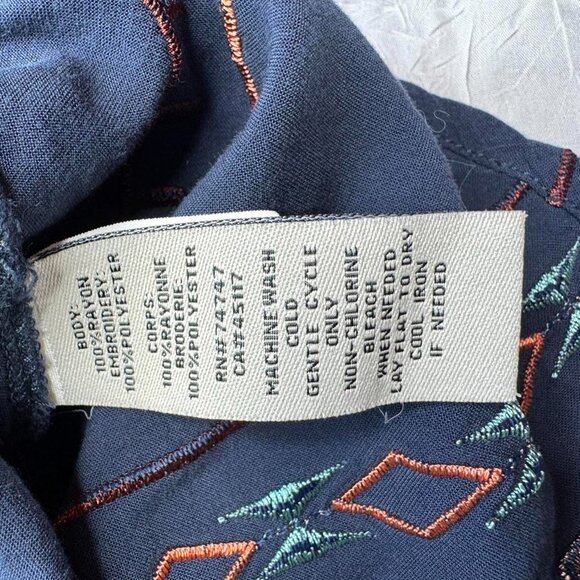 BODY:
100%RAYON
EMBROIDERY:
100%POLYESTER
CORPS:
100%RAYONNE
BRODERIE:
100%POLYESTER
RN#74747
CA#45117
MACHINE WASH
COLD
GENTLE CYCLE
ONLY
NON-CHLORINE
BLEACH
WHEN NEEDED
LAY FLAT TO DRY
COOL IRON
IF NEEDED